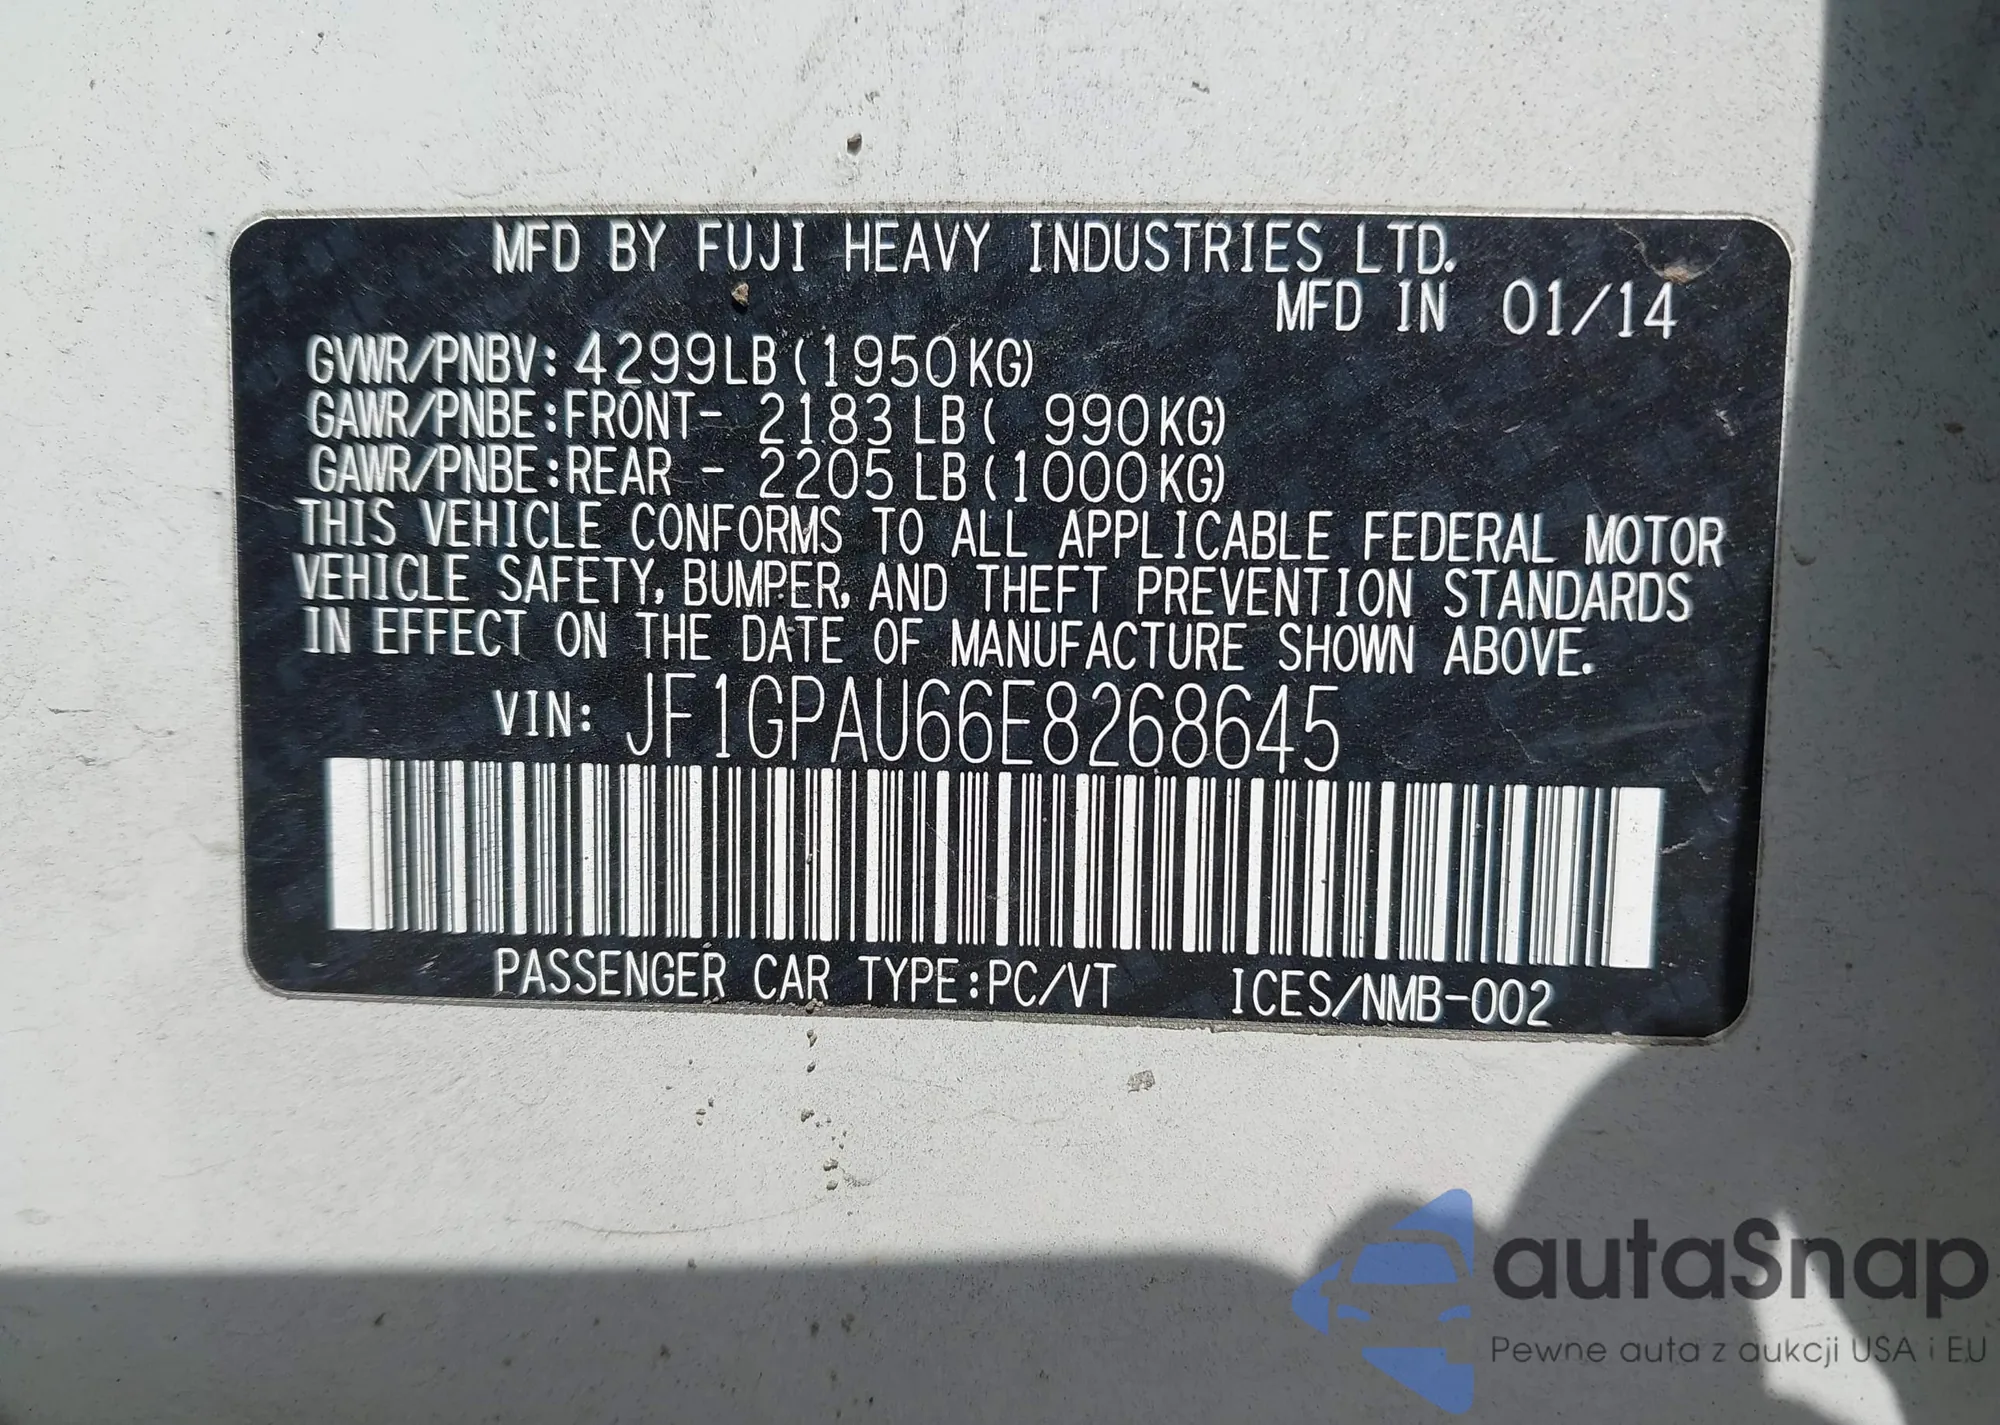 MFD BY FUJI HEAVY INDUSTRIES LTD.
MFD IN 01/14
GVWR/PNBV: 4299LB (1950KG)
GAWR/PNBE: FRONT- 2183 LB ( 990KG)
GAWR/PNBE: REAR - 2205 LB (1000KG)
THIS VEHICLE CONFORMS TO ALL APPLICABLE FEDERAL MOTOR
VEHICLE SAFETY, BUMPER, AND THEFT PREVENTION STANDARDS
IN EFFECT ON THE DATE OF MANUFACTURE SHOWN ABOVE.
VIN: JF1GPAU66E8268645
PASSENGER CAR TYPE: PC/VT ICES/NMB-002
autaSnap
Pewne auta z aukcji USA i EU